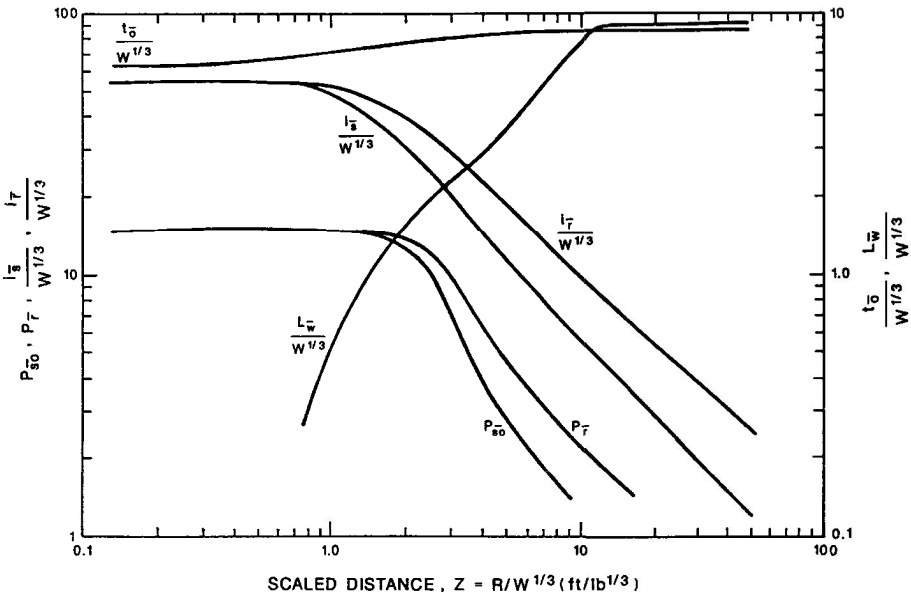 100
10
1
10
1.0
0.1
0.1
1.0
10
100
t_ō / W^1/3
i_s̄ / W^1/3
i_r̄ / W^1/3
L_w̄ / W^1/3
P_s̄o
P_r̄
P_s̄o , P_r̄ , i_s̄ / W^1/3 , i_r̄ / W^1/3
t_ō / W^1/3 , L_w̄ / W^1/3
SCALED DISTANCE , Z = R/W^1/3 (ft/lb^1/3)